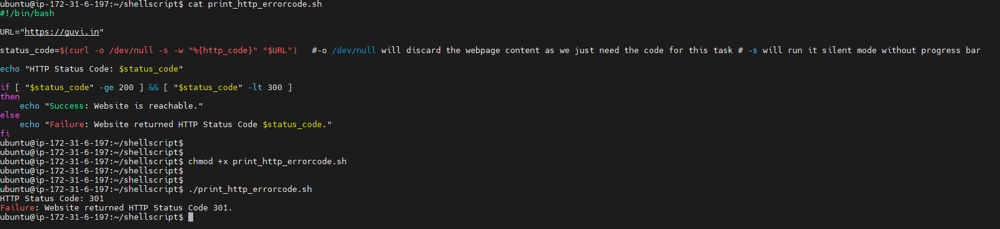 ubuntu@ip-172-31-6-197:~/shellscript$ cat print_http_errorcode.sh
#!/bin/bash
URL="https://guvi.in"
status_code=$(curl -o /dev/null -s -w "%{http_code}" "$URL")   #-o /dev/null will discard the webpage content as we just need the code for this task # -s will run it silent mode without progress bar
echo "HTTP Status Code: $status_code"
if [ "$status_code" -ge 200 ] && [ "$status_code" -lt 300 ]
then
    echo "Success: Website is reachable."
else
    echo "Failure: Website returned HTTP Status Code $status_code."
fi
ubuntu@ip-172-31-6-197:~/shellscript$
ubuntu@ip-172-31-6-197:~/shellscript$
ubuntu@ip-172-31-6-197:~/shellscript$ chmod +x print_http_errorcode.sh
ubuntu@ip-172-31-6-197:~/shellscript$
ubuntu@ip-172-31-6-197:~/shellscript$
ubuntu@ip-172-31-6-197:~/shellscript$ ./print_http_errorcode.sh
HTTP Status Code: 301
Failure: Website returned HTTP Status Code 301.
ubuntu@ip-172-31-6-197:~/shellscript$